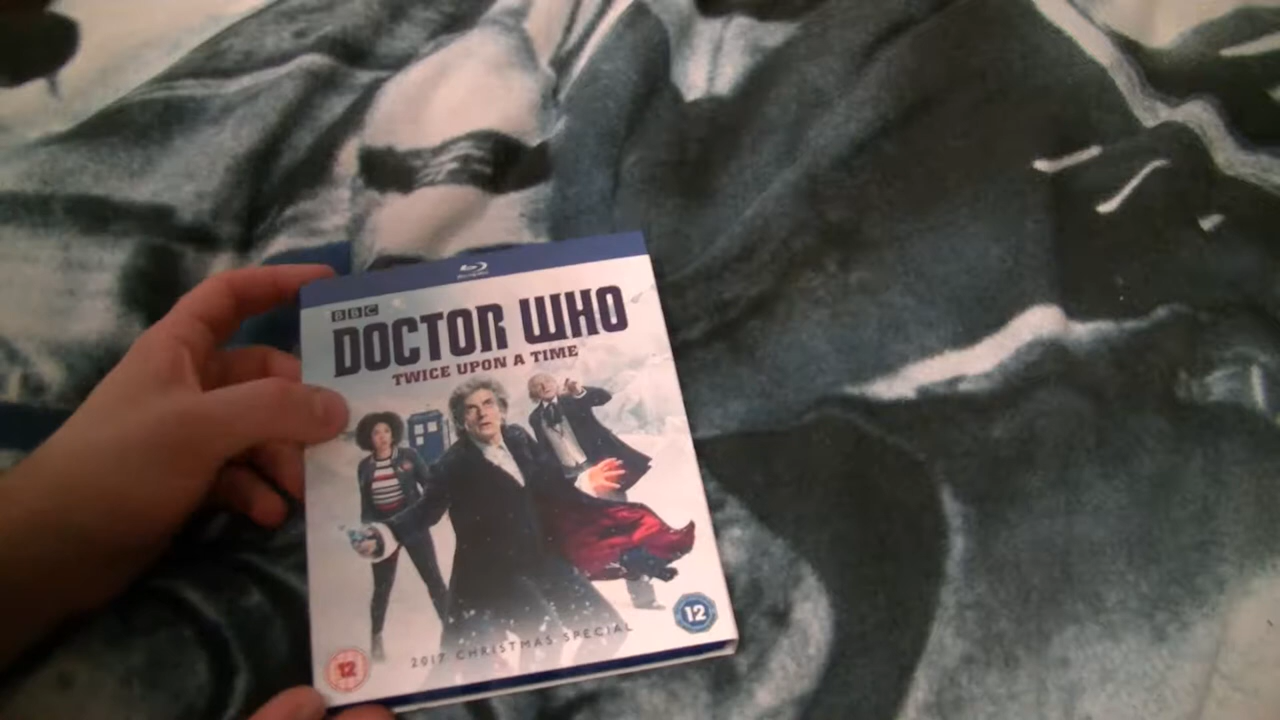 BBC
DOCTOR WHO
TWICE UPON A TIME
2017 CHRISTMAS SPECIAL
12
12